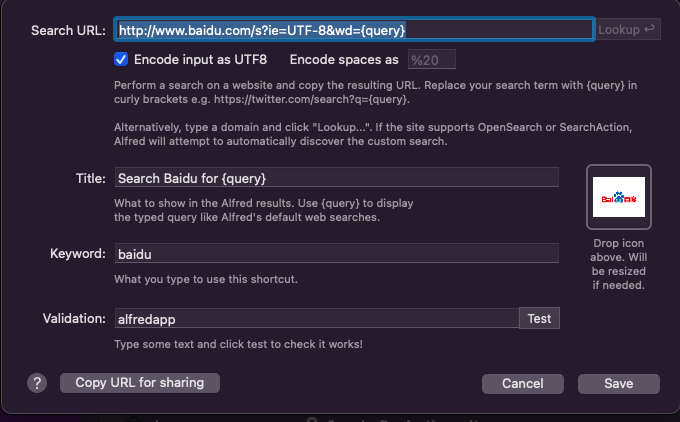 Search URL: http://www.baidu.com/s?ie=UTF-8&wd={query} Lookup ↩
Encode input as UTF8 Encode spaces as %20
Perform a search on a website and copy the resulting URL. Replace your search term with {query} in
curly brackets e.g. https://twitter.com/search?q={query}.
Alternatively, type a domain and click "Lookup...". If the site supports OpenSearch or SearchAction,
Alfred will attempt to automatically discover the custom search.
Title: Search Baidu for {query}
What to show in the Alfred results. Use {query} to display
the typed query like Alfred's default web searches.
Bai 百度
Drop icon
above. Will
be resized
if needed.
Keyword: baidu
What you type to use this shortcut.
Validation: alfredapp Test
Type some text and click test to check it works!
? Copy URL for sharing Cancel Save